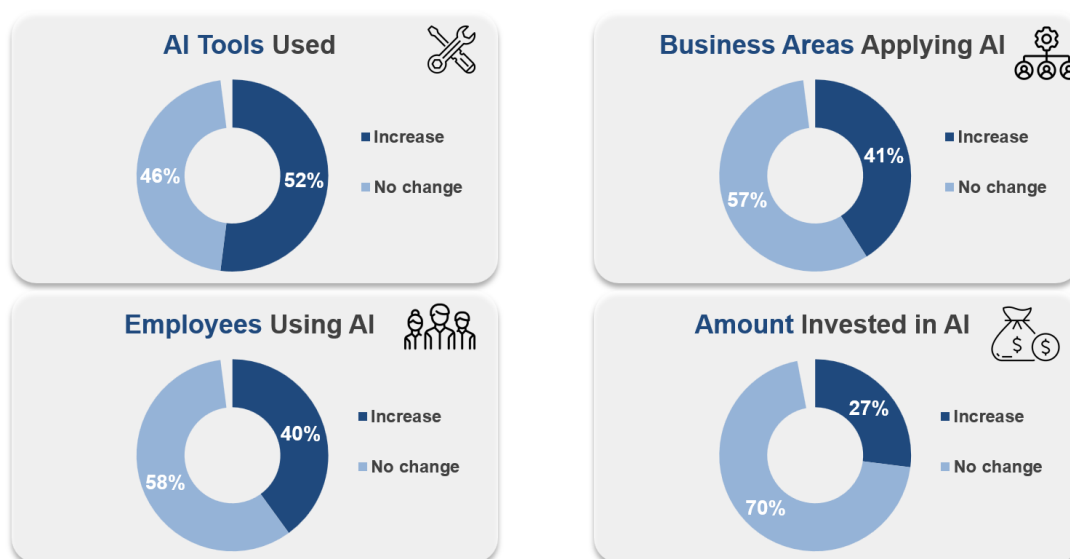 AI Tools Used
52%
46%
Increase
No change
Business Areas Applying AI
41%
57%
Increase
No change
Employees Using AI
40%
58%
Increase
No change
Amount Invested in AI
$ $
27%
70%
Increase
No change